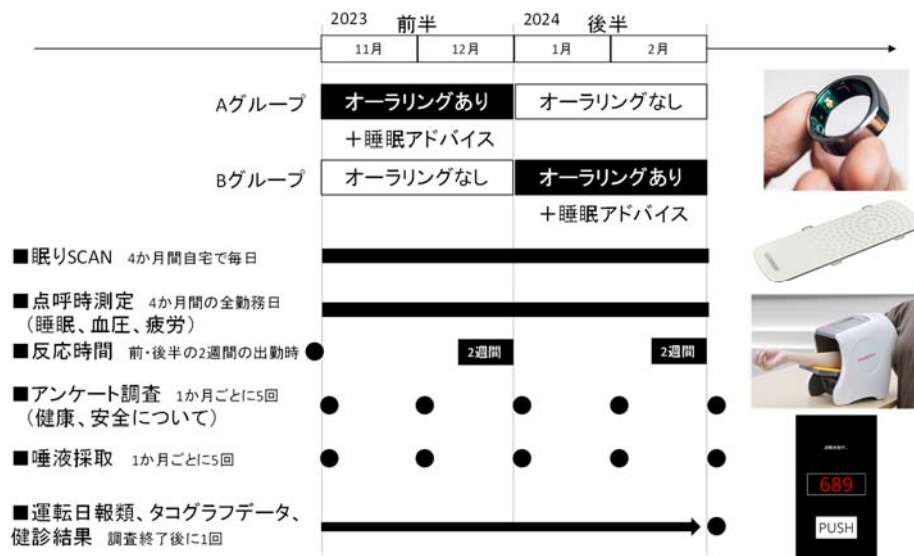 2023 前半 2024 後半
11月 12月 1月 2月
Aグループ オーラリングあり オーラリングなし
＋睡眠アドバイス
Bグループ オーラリングなし オーラリングあり
＋睡眠アドバイス
■眠りSCAN 4か月間自宅で毎日
■点呼時測定 4か月間の全勤務日
（睡眠、血圧、疲労）
■反応時間 前・後半の2週間の出勤時 2週間 2週間
■アンケート調査 1か月ごとに5回
（健康、安全について）
■唾液採取 1か月ごとに5回
689
PUSH
■運転日報類、タコグラフデータ、
健診結果 調査終了後に1回